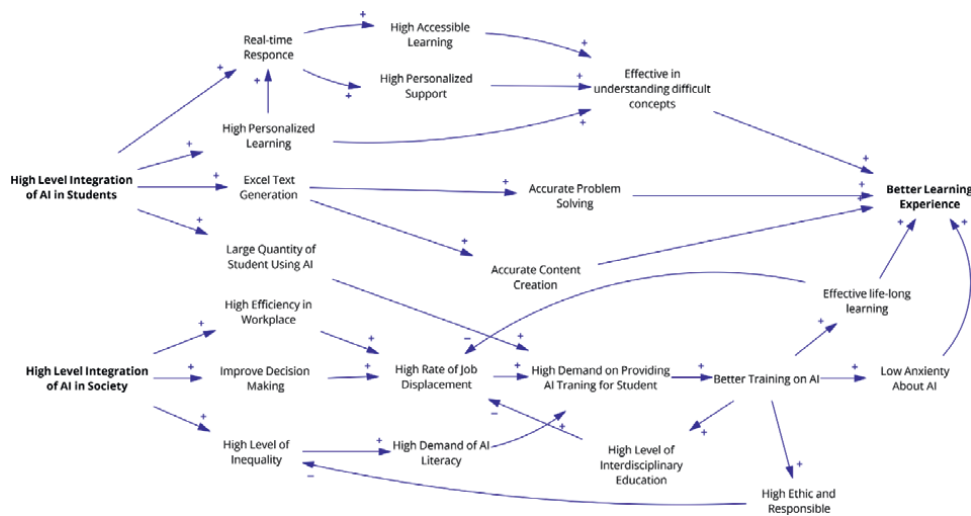 High Accessible
Learning
Real-time
Responce
High Personalized
Support
Effective in
understanding difficult
concepts
High Personalized
Learning
High Level Integration
of AI in Students
Excel Text
Generation
Accurate Problem
Solving
Better Learning
Experience
Large Quantity of
Student Using AI
Accurate Content
Creation
Effective life-long
learning
High Efficiency in
Workplace
High Level Integration
of AI in Society
Improve Decision
Making
High Rate of Job
Displacement
High Demand on Providing
AI Traning for Student
Better Training on AI
Low Anxienty
About AI
High Level of
Inequality
High Demand of AI
Literacy
High Level of
Interdisciplinary
Education
High Ethic and
Responsible